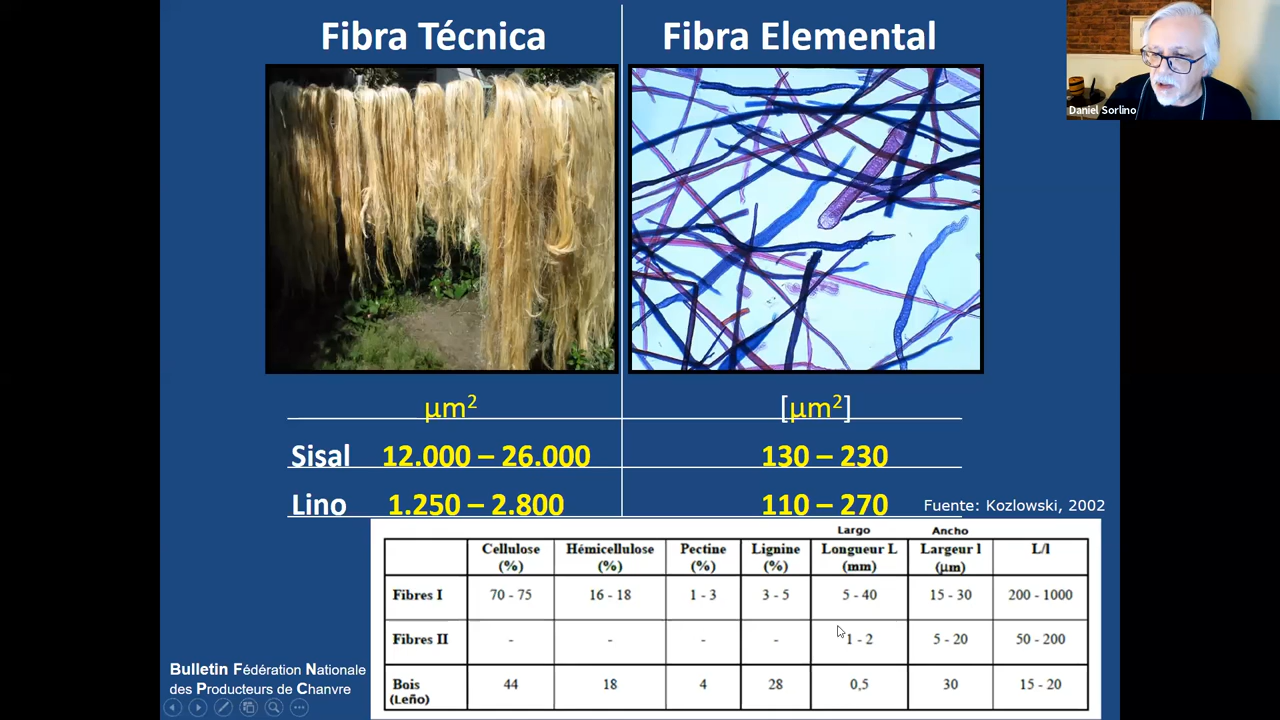 Fibra Técnica
Fibra Elemental
Daniel Sorlino
µm²
[µm²]
Sisal 12.000 – 26.000 130 – 230
Lino 1.250 – 2.800 110 – 270
Fuente: Kozlowski, 2002
Largo Ancho
Cellulose (%) Hémicellulose (%) Pectine (%) Lignine (%) Longueur L (mm) Largeur l (µm) L/l
Fibres I 70 - 75 16 - 18 1 - 3 3 - 5 5 - 40 15 - 30 200 - 1000
Fibres II - - - - 1 - 2 5 - 20 50 - 200
Bois (Leño) 44 18 4 28 0,5 30 15 - 20
Bulletin Fédération Nationale
des Producteurs de Chanvre